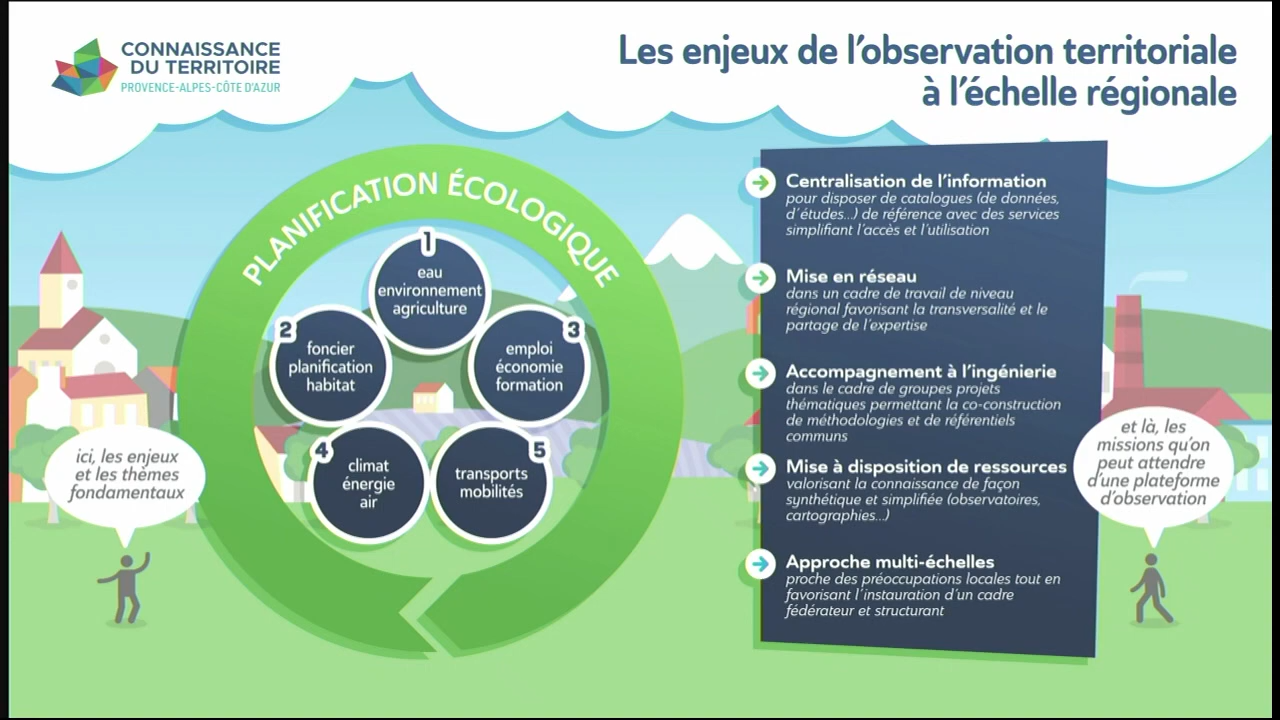 CONNAISSANCE
DU TERRITOIRE
PROVENCE-ALPES-CÔTE D'AZUR
Les enjeux de l'observation territoriale
à l'échelle régionale
PLANIFICATION ÉCOLOGIQUE
1
eau
environnement
agriculture
2
foncier
planification
habitat
3
emploi
économie
formation
4
climat
énergie
air
5
transports
mobilités
ici, les enjeux
et les thèmes
fondamentaux
Centralisation de l'information
pour disposer de catalogues (de données,
d'études...) de référence avec des services
simplifiant l'accès et l'utilisation
Mise en réseau
dans un cadre de travail de niveau
régional favorisant la transversalité et le
partage de l'expertise
Accompagnement à l'ingénierie
dans le cadre de groupes projets
thématiques permettant la co-construction
de méthodologies et de référentiels
communs
Mise à disposition de ressources
valorisant la connaissance de façon
synthétique et simplifiée (observatoires,
cartographies...)
Approche multi-échelles
proche des préoccupations locales tout en
favorisant l'instauration d'un cadre
fédérateur et structurant
et là, les
missions qu'on
peut attendre
d'une plateforme
d'observation